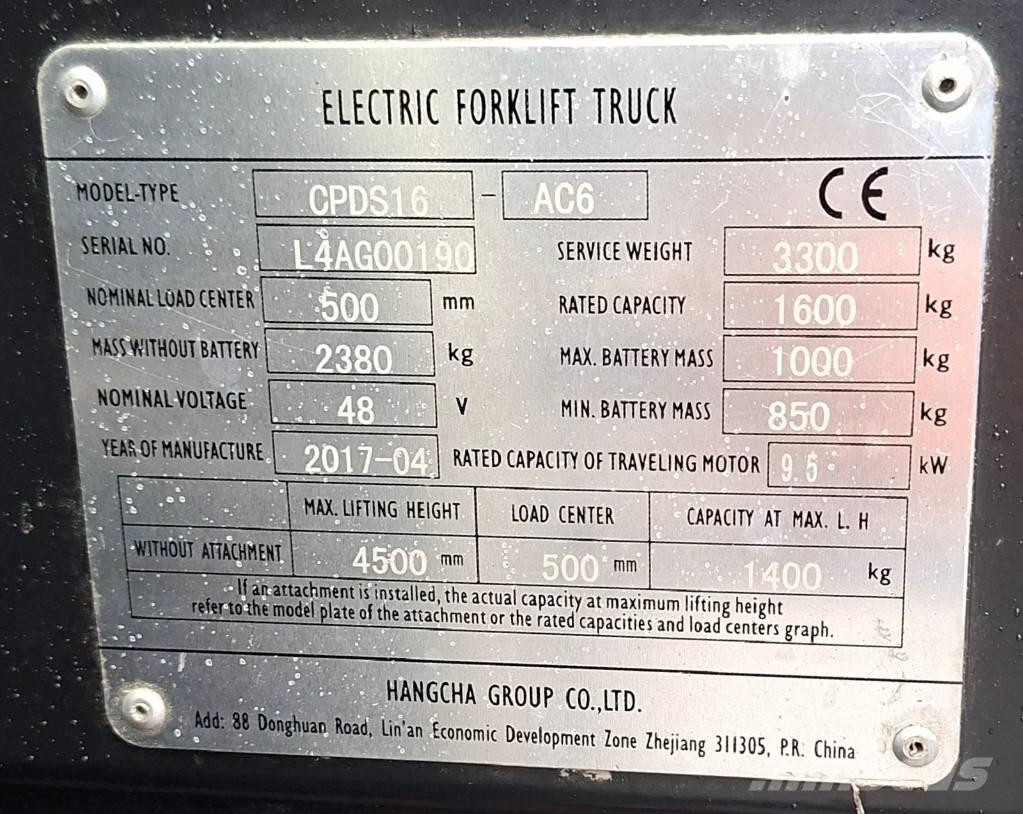 ELECTRIC FORKLIFT TRUCK
MODEL-TYPE CPDS16 - AC6 CE
SERIAL NO. L4AG00190 SERVICE WEIGHT 3300 kg
NOMINAL LOAD CENTER 500 mm RATED CAPACITY 1600 kg
MASS WITHOUT BATTERY 2380 kg MAX. BATTERY MASS 1000 kg
NOMINAL VOLTAGE 48 V MIN. BATTERY MASS 850 kg
YEAR OF MANUFACTURE 2017-04 RATED CAPACITY OF TRAVELING MOTOR 9.5 kW
MAX. LIFTING HEIGHT LOAD CENTER CAPACITY AT MAX. L. H
WITHOUT ATTACHMENT 4500 mm 500 mm 1400 kg
If an attachment is installed, the actual capacity at maximum lifting height
refer to the model plate of the attachment or the rated capacities and load centers graph.
HANGCHA GROUP CO.,LTD.
Add: 88 Donghuan Road, Lin'an Economic Development Zone Zhejiang 311305, P.R. China